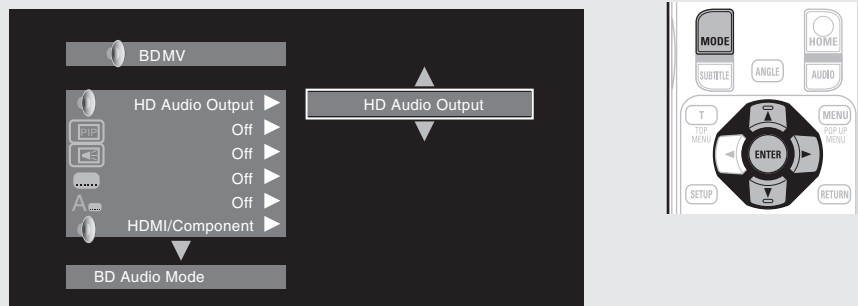 BDMV
HD Audio Output
PIP
Off
Off
Off
A
Off
HDMI/Component
BD Audio Mode
HD Audio Output
MODE
HOME
SUBTITLE
ANGLE
AUDIO
T
TOP
MENU
MENU
POP UP
MENU
ENTER
SETUP
RETURN